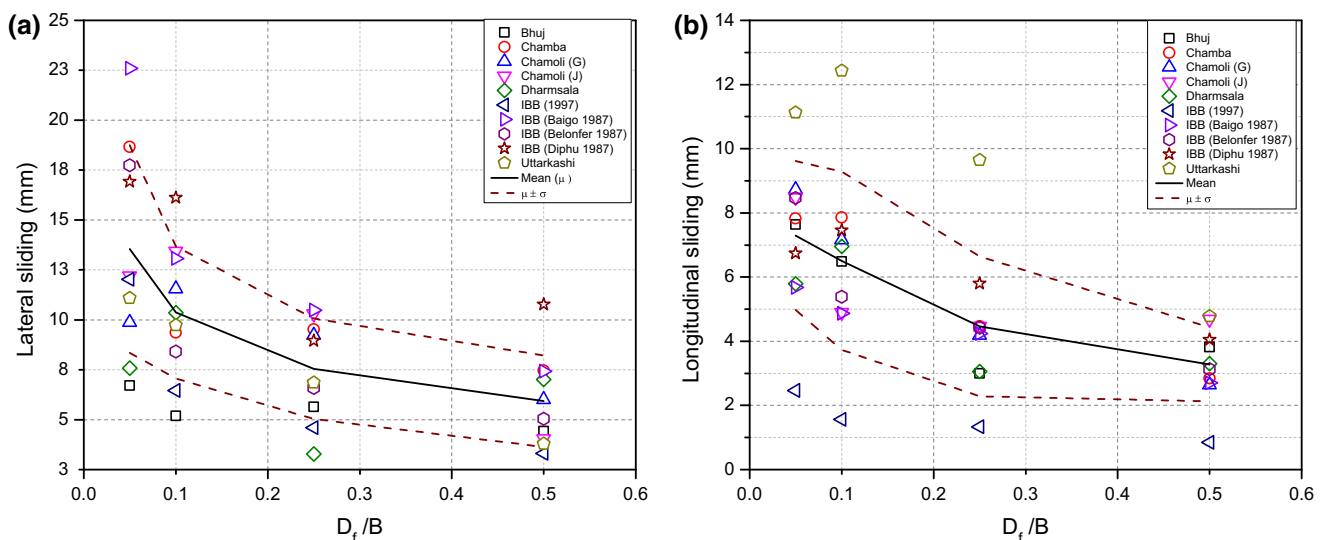 (a)
25
23
20
18
15
13
10
8
5
3
Lateral sliding (mm)
0.0 0.1 0.2 0.3 0.4 0.5 0.6
D_f /B
Bhuj
Chamba
Chamoli (G)
Chamoli (J)
Dharmsala
IBB (1997)
IBB (Baigo 1987)
IBB (Belonfer 1987)
IBB (Diphu 1987)
Uttarkashi
Mean (μ)
μ ± σ
(b)
14
12
10
8
6
4
2
0
Longitudinal sliding (mm)
0.0 0.1 0.2 0.3 0.4 0.5 0.6
D_f /B
Bhuj
Chamba
Chamoli (G)
Chamoli (J)
Dharmsala
IBB (1997)
IBB (Baigo 1987)
IBB (Belonfer 1987)
IBB (Diphu 1987)
Uttarkashi
Mean
μ ± σ